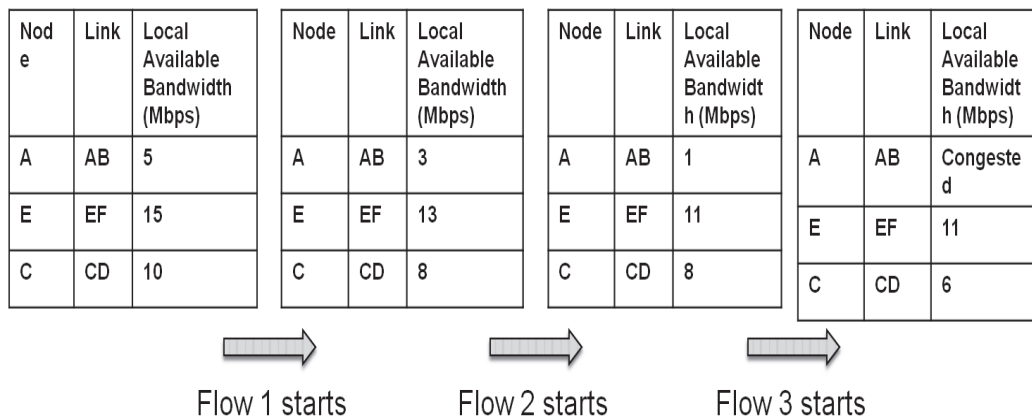 Nod
e
Link
Local
Available
Bandwidth
(Mbps)
A
AB
5
E
EF
15
C
CD
10
Node
Link
Local
Available
Bandwidth
(Mbps)
A
AB
3
E
EF
13
C
CD
8
Node
Link
Local
Available
Bandwidt
h (Mbps)
A
AB
1
E
EF
11
C
CD
8
Node
Link
Local
Available
Bandwidt
h (Mbps)
A
AB
Congeste
d
E
EF
11
C
CD
6
Flow 1 starts
Flow 2 starts
Flow 3 starts